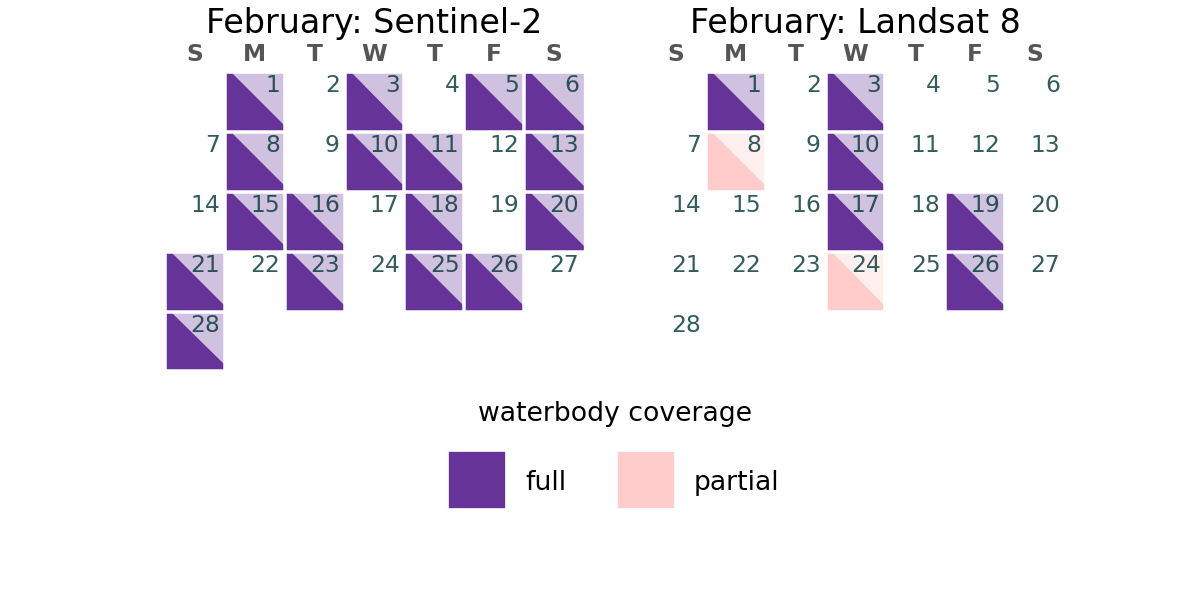 February: Sentinel-2
S M T W T F S
1 2 3 4 5 6
7 8 9 10 11 12 13
14 15 16 17 18 19 20
21 22 23 24 25 26 27
28
February: Landsat 8
S M T W T F S
1 2 3 4 5 6
7 8 9 10 11 12 13
14 15 16 17 18 19 20
21 22 23 24 25 26 27
28
waterbody coverage
full partial